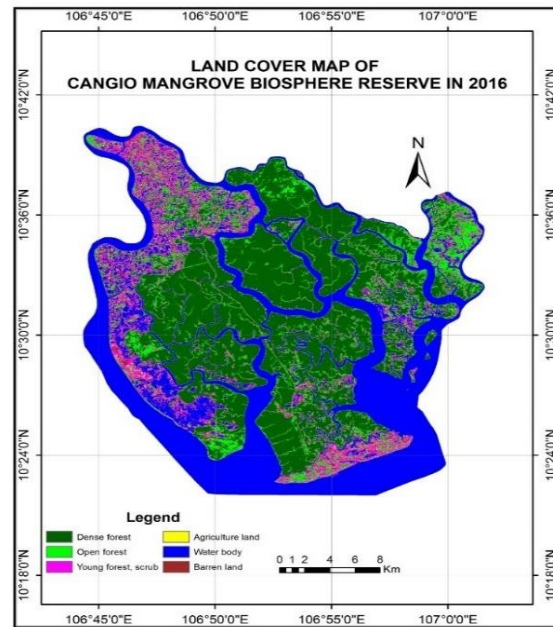 106°45'0"E 106°50'0"E 106°55'0"E 107°0'0"E
LAND COVER MAP OF
CANGIO MANGROVE BIOSPHERE RESERVE IN 2016
10°42'0"N 10°42'0"N
N
10°36'0"N 10°36'0"N
10°30'0"N 10°30'0"N
10°24'0"N 10°24'0"N
Legend
Dense forest Agriculture land
Open forest Water body
Young forest, scrub Barren land
0 1 2 4 6 8
Km
10°18'0"N 10°18'0"N
106°45'0"E 106°50'0"E 106°55'0"E 107°0'0"E